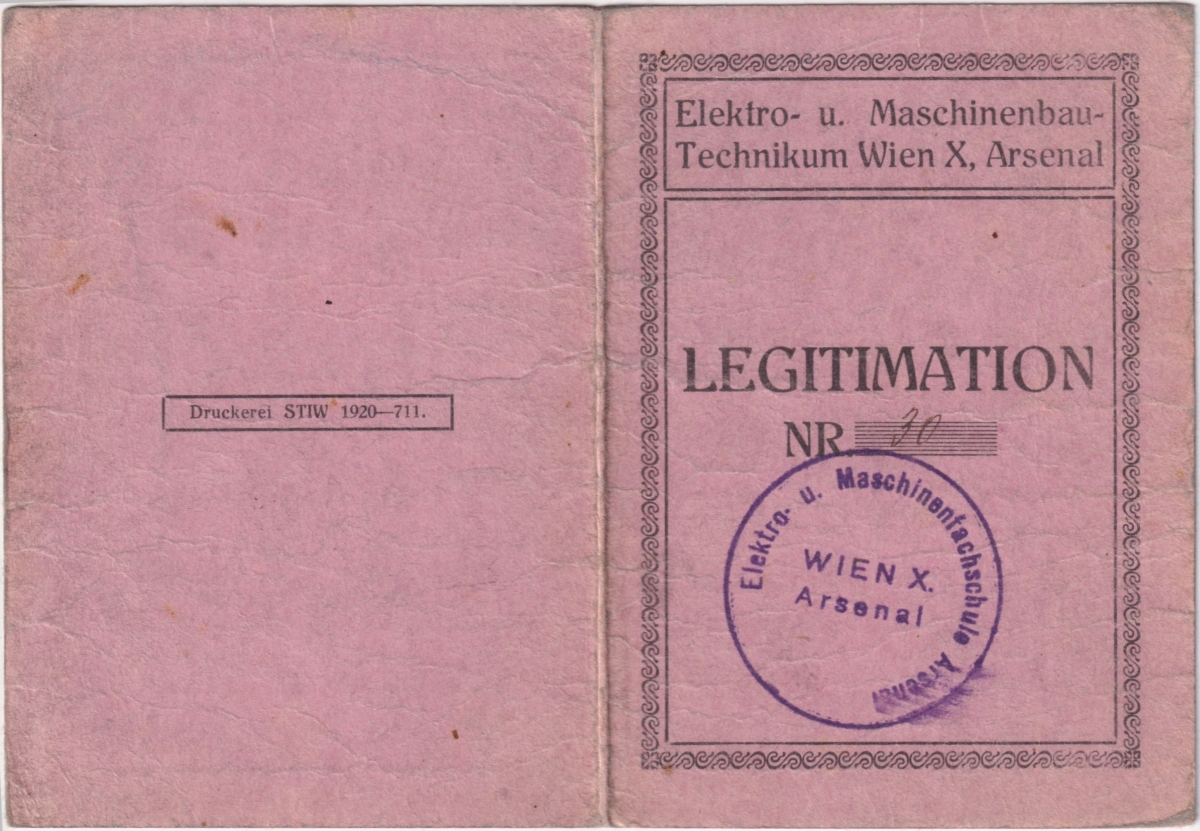 Druckerei STIW 1920—711.
Elektro- u. Maschinenbau-
Technikum Wien X, Arsenal
LEGITIMATION
NR. 30
Elektro- u. Maschinenfachschule Arsenal
WIEN X.
Arsenal